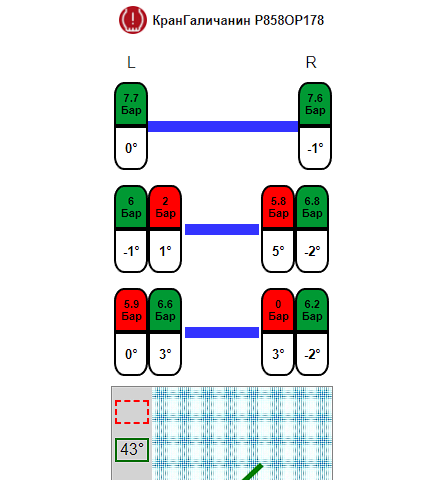 КранГаличанин Р858ОР178
L R
7.7 Бар 7.6 Бар
0° -1°
6 Бар 2 Бар 5.8 Бар 6.8 Бар
-1° 1° 5° -2°
5.9 Бар 6.6 Бар 0 Бар 6.2 Бар
0° 3° 3° -2°
43°